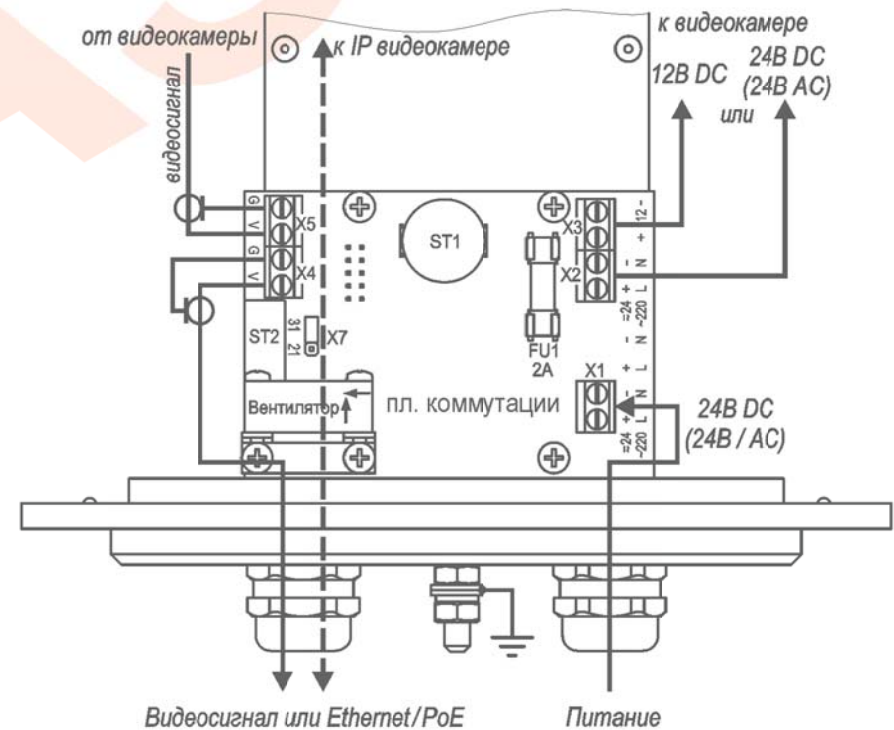 от видеокамеры
к IP видеокамере
к видеокамере
12В DC
24В DC
(24В AC)
или
видеосигнал
G
V
G
V
X5
X4
ST1
X3
X2
12 -
+
- N
+ L
=24 ~220
ST2
31
21
X7
FU1
2А
- N
+ L
X1
- N
+ L
=24 ~220
Вентилятор
пл. коммутации
24В DC
(24В / AC)
Видеосигнал или Ethernet/PoE
Питание